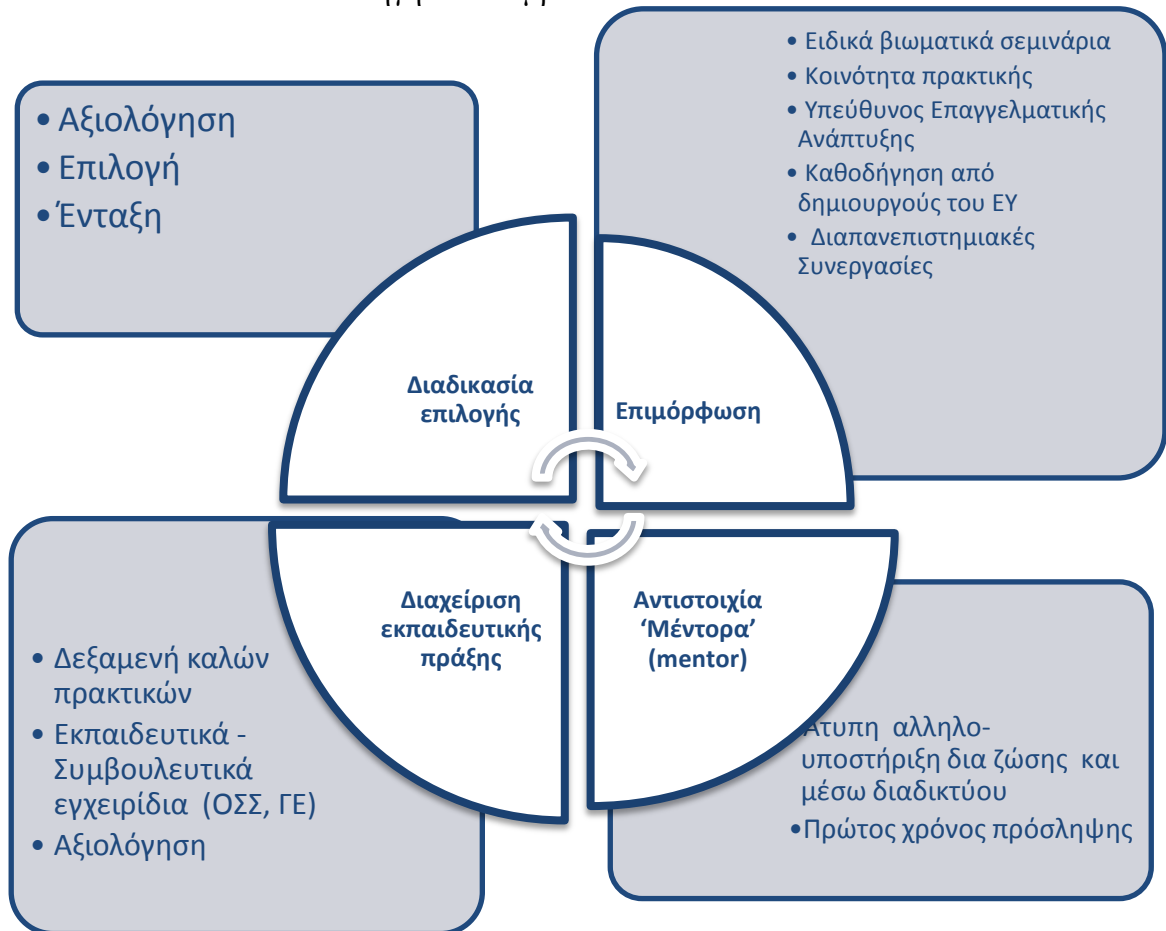 • Αξιολόγηση
• Επιλογή
• Ένταξη
• Ειδικά βιωματικά σεμινάρια
• Κοινότητα πρακτικής
• Υπεύθυνος Επαγγελματικής
Ανάπτυξης
• Καθοδήγηση από
δημιουργούς του ΕΥ
• Διαπανεπιστημιακές
Συνεργασίες
Διαδικασία
επιλογής
Επιμόρφωση
Διαχείριση
εκπαιδευτικής
πράξης
Αντιστοιχία
‘Μέντορα’
(mentor)
• Δεξαμενή καλών
πρακτικών
• Εκπαιδευτικά -
Συμβουλευτικά
εγχειρίδια (ΟΣΣ, ΓΕ)
• Αξιολόγηση
Άτυπη αλληλο-
υποστήριξη δια ζώσης και
μέσω διαδικτύου
•Πρώτος χρόνος πρόσληψης